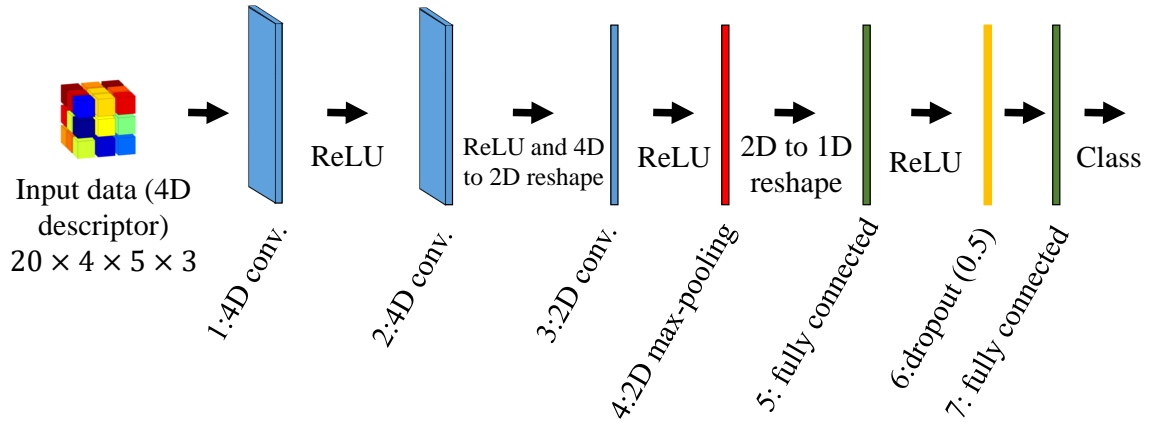 Input data (4D
descriptor)
20 × 4 × 5 × 3
1:4D conv.
ReLU
2:4D conv.
ReLU and 4D
to 2D reshape
3:2D conv.
ReLU
4:2D max-pooling
2D to 1D
reshape
5: fully connected
ReLU
6:dropout (0.5)
7: fully connected
Class